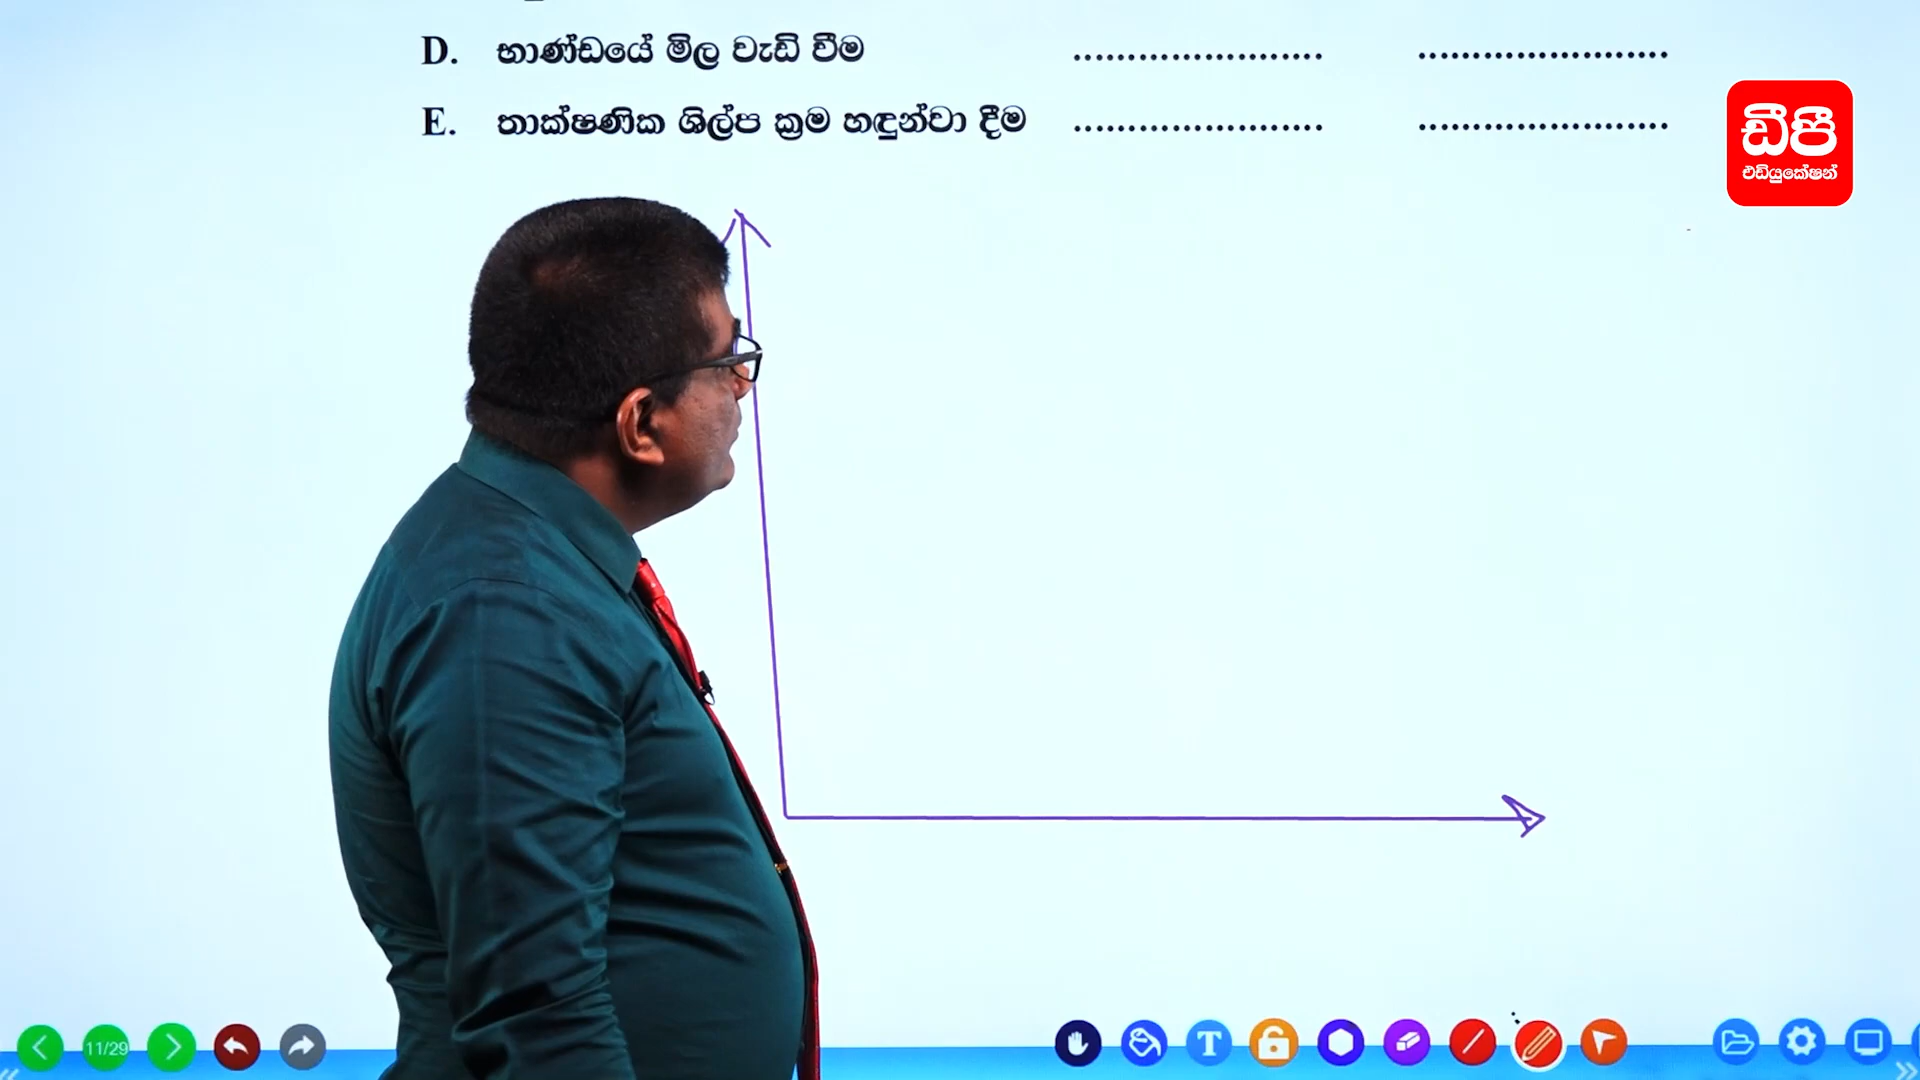 D. භාණ්ඩයේ මිල වැඩි වීම ....................... .......................
E. තාක්ෂණික ශිල්ප ක්‍රම හඳුන්වා දීම ....................... .......................
ඩීපී
එඩියුකේෂන්
11/29
T